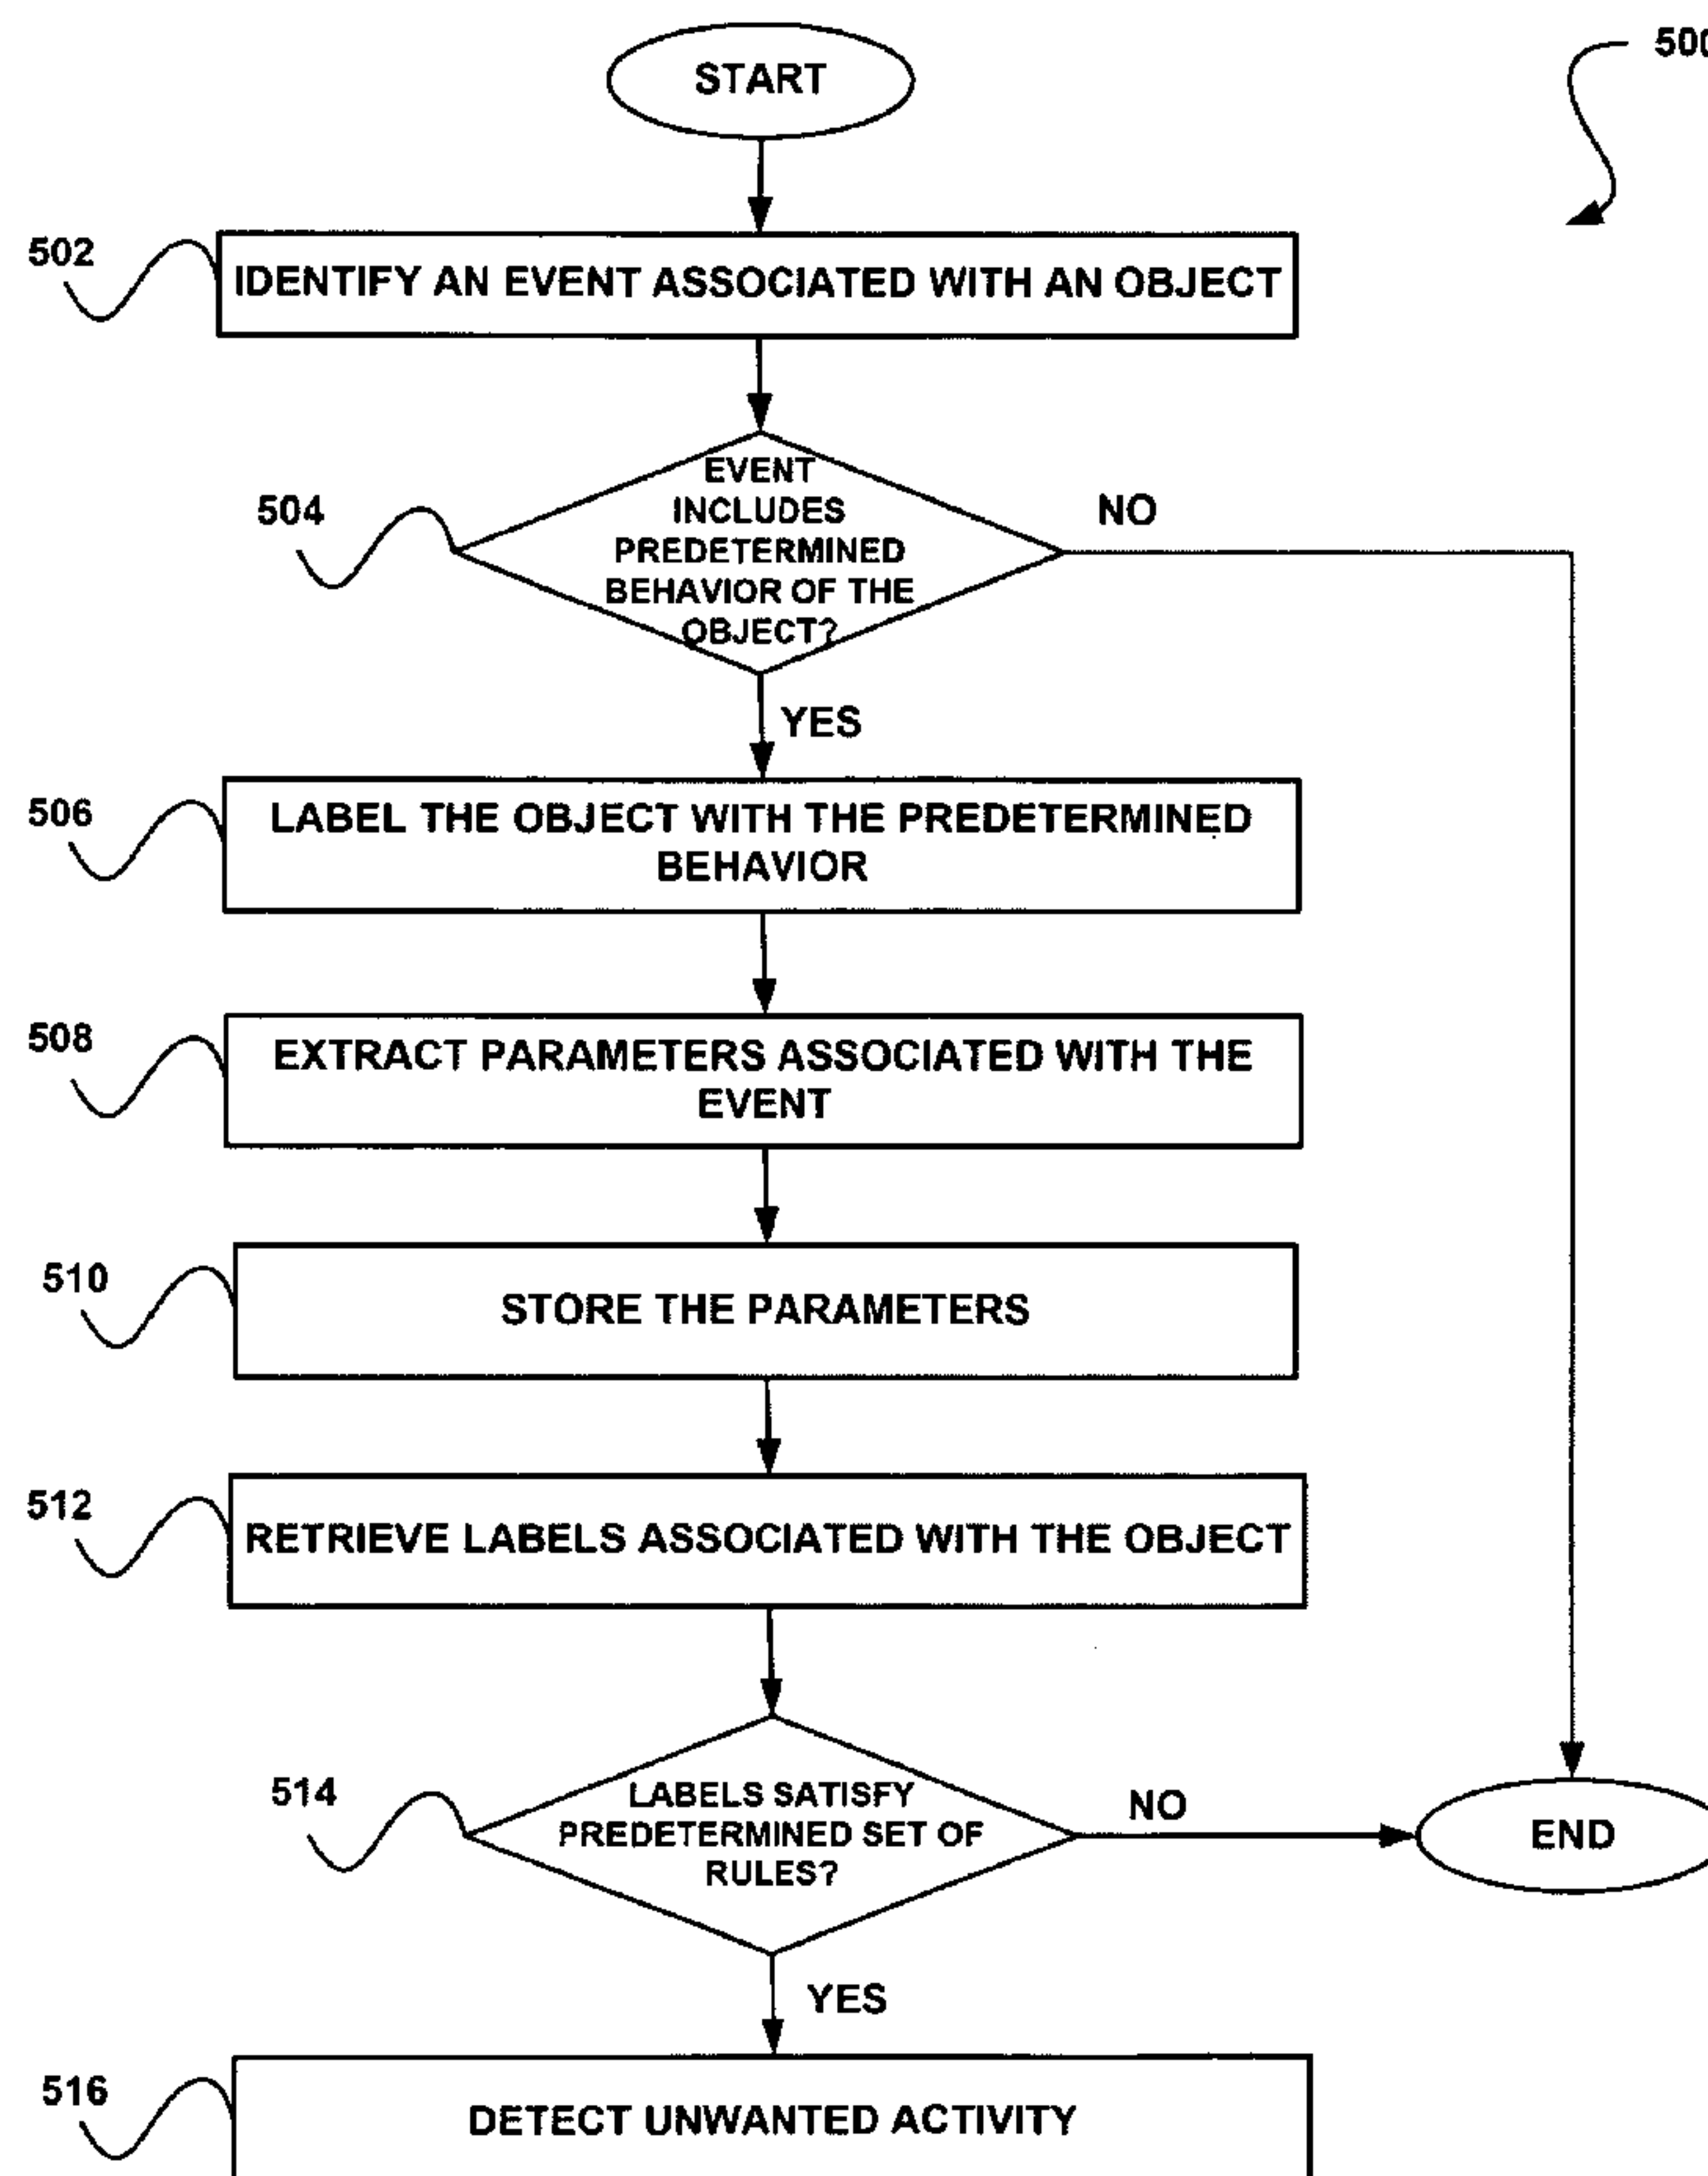 START
500
502
IDENTIFY AN EVENT ASSOCIATED WITH AN OBJECT
504
EVENT
INCLUDES
PREDETERMINED
BEHAVIOR OF THE
OBJECT?
NO
YES
506
LABEL THE OBJECT WITH THE PREDETERMINED
BEHAVIOR
508
EXTRACT PARAMETERS ASSOCIATED WITH THE
EVENT
510
STORE THE PARAMETERS
512
RETRIEVE LABELS ASSOCIATED WITH THE OBJECT
514
LABELS SATISFY
PREDETERMINED SET OF
RULES?
NO
END
YES
516
DETECT UNWANTED ACTIVITY